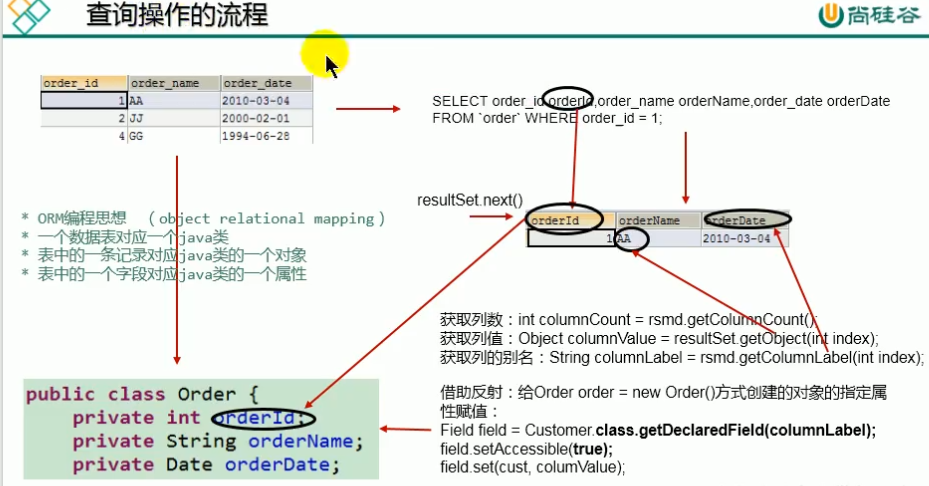 查询操作的流程
尚硅谷
order_id order_name order_date
1 AA 2010-03-04
2 JJ 2000-02-01
4 GG 1994-06-28
SELECT order_id orderId,order_name orderName,order_date orderDate
FROM `order` WHERE order_id = 1;
resultSet.next()
orderId orderName orderDate
1 AA 2010-03-04
* ORM编程思想 （object relational mapping）
* 一个数据表对应一个java类
* 表中的一条记录对应java类的一个对象
* 表中的一个字段对应java类的一个属性
获取列数：int columnCount = rsmd.getColumnCount();
获取列值：Object columnValue = resultSet.getObject(int index);
获取列的别名：String columnLabel = rsmd.getColumnLabel(int index);
借助反射：给Order order = new Order()方式创建的对象的指定属
性赋值：
Field field = Customer.class.getDeclaredField(columnLabel);
field.setAccessible(true);
field.set(cust, columValue);
public class Order {
private int orderId;
private String orderName;
private Date orderDate;